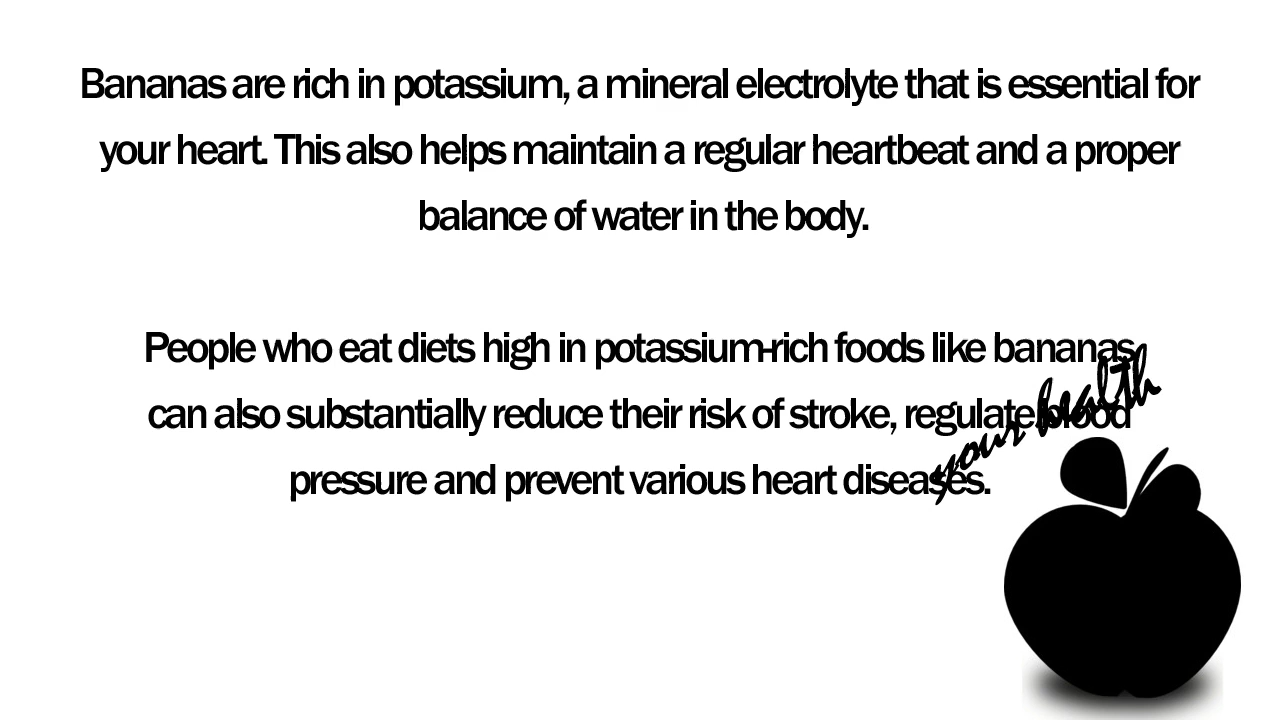 Bananas are rich in potassium, a mineral electrolyte that is essential for
your heart. This also helps maintain a regular heartbeat and a proper
balance of water in the body.
People who eat diets high in potassium-rich foods like bananas
can also substantially reduce their risk of stroke, regulate blood
pressure and prevent various heart diseases.
your health